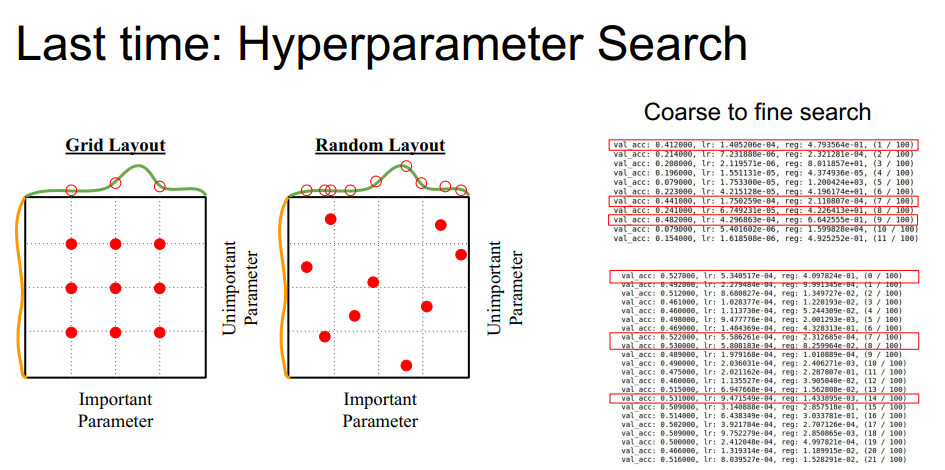 Last time: Hyperparameter Search
Grid Layout
Unimportant
Parameter
Important
Parameter
Random Layout
Unimportant
Parameter
Important
Parameter
Coarse to fine search
val_acc: 0.412000, lr: 1.405206e-04, reg: 4.793564e-01, (1 / 100)
val_acc: 0.214000, lr: 7.231888e-06, reg: 2.321281e-04, (2 / 100)
val_acc: 0.208000, lr: 2.119571e-06, reg: 8.011857e+01, (3 / 100)
val_acc: 0.196000, lr: 1.551131e-05, reg: 4.374936e-05, (4 / 100)
val_acc: 0.079000, lr: 1.753300e-05, reg: 1.200424e+03, (5 / 100)
val_acc: 0.223000, lr: 4.215128e-05, reg: 4.196174e+01, (6 / 100)
val_acc: 0.441000, lr: 1.750259e-04, reg: 2.110807e-04, (7 / 100)
val_acc: 0.241000, lr: 6.749231e-05, reg: 4.226413e+01, (8 / 100)
val_acc: 0.482000, lr: 4.296863e-04, reg: 6.642555e-01, (9 / 100)
val_acc: 0.079000, lr: 5.401602e-06, reg: 1.599828e+04, (10 / 100)
val_acc: 0.154000, lr: 1.618508e-06, reg: 4.925252e-01, (11 / 100)
val_acc: 0.527000, lr: 5.340517e-04, reg: 4.097824e-01, (0 / 100)
val_acc: 0.492000, lr: 2.279484e-04, reg: 9.991345e-04, (1 / 100)
val_acc: 0.512000, lr: 8.680827e-04, reg: 1.349727e-02, (2 / 100)
val_acc: 0.461000, lr: 1.028377e-04, reg: 1.220193e-02, (3 / 100)
val_acc: 0.460000, lr: 1.113730e-04, reg: 5.244309e-02, (4 / 100)
val_acc: 0.498000, lr: 9.477776e-04, reg: 2.001293e-03, (5 / 100)
val_acc: 0.469000, lr: 1.484369e-04, reg: 4.328313e-01, (6 / 100)
val_acc: 0.522000, lr: 5.586261e-04, reg: 2.312685e-04, (7 / 100)
val_acc: 0.530000, lr: 5.808183e-04, reg: 8.259964e-02, (8 / 100)
val_acc: 0.489000, lr: 1.979168e-04, reg: 1.010889e-04, (9 / 100)
val_acc: 0.490000, lr: 2.036031e-04, reg: 2.406271e-03, (10 / 100)
val_acc: 0.475000, lr: 2.021162e-04, reg: 2.287807e-01, (11 / 100)
val_acc: 0.460000, lr: 1.135527e-04, reg: 3.905040e-02, (12 / 100)
val_acc: 0.515000, lr: 6.947668e-04, reg: 1.562808e-02, (13 / 100)
val_acc: 0.531000, lr: 9.471549e-04, reg: 1.433895e-03, (14 / 100)
val_acc: 0.509000, lr: 3.140888e-04, reg: 2.857518e-01, (15 / 100)
val_acc: 0.514000, lr: 6.438349e-04, reg: 3.033781e-01, (16 / 100)
val_acc: 0.502000, lr: 3.921784e-04, reg: 2.707126e-04, (17 / 100)
val_acc: 0.509000, lr: 9.752279e-04, reg: 2.850865e-03, (18 / 100)
val_acc: 0.500000, lr: 2.412048e-04, reg: 4.997821e-04, (19 / 100)
val_acc: 0.466000, lr: 1.319314e-04, reg: 1.189915e-02, (20 / 100)
val_acc: 0.516000, lr: 8.039527e-04, reg: 1.528291e-02, (21 / 100)